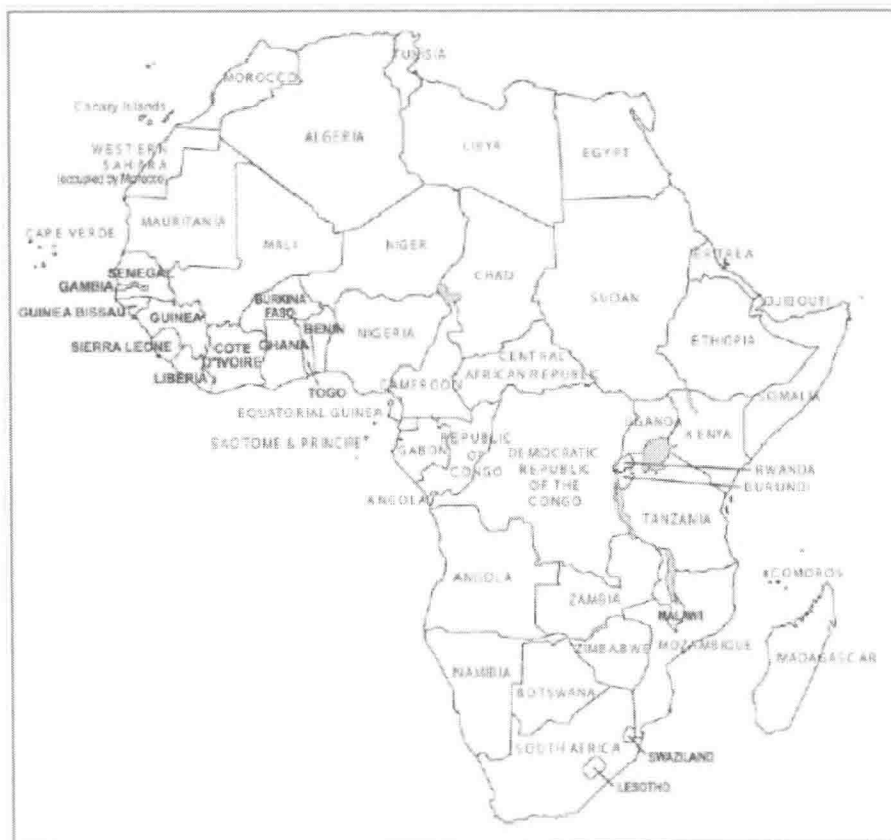 TUNISIA
MOROCCO
Canary Islands
ALGERIA
LIBYA
EGYPT
WESTERN
SAHARA
(occupied by Morocco)
MAURITANIA
CAPE VERDE
MALI
NIGER
CHAD
SUDAN
ERITREA
DJIBOUTI
SENEGAL
GAMBIA
GUINEA BISSAU
GUINEA
BURKINA
FASO
BENIN
NIGERIA
ETHIOPIA
SIERRA LEONE
COTE
D'IVOIRE
GHANA
LIBERIA
TOGO
CENTRAL
AFRICAN REPUBLIC
CAMEROON
SOMALIA
EQUATORIAL GUINEA
UGANDA
KENYA
SAOTOME & PRINCIPE
GABON
REPUBLIC
OF
CONGO
DEMOCRATIC
REPUBLIC
OF THE
CONGO
RWANDA
BURUNDI
ANGOLA
TANZANIA
ANGOLA
COMOROS
ZAMBIA
MALAWI
ZIMBABWE
MOZAMBIQUE
MADAGASCAR
NAMIBIA
BOTSWANA
SOUTH AFRICA
SWAZILAND
LESOTHO